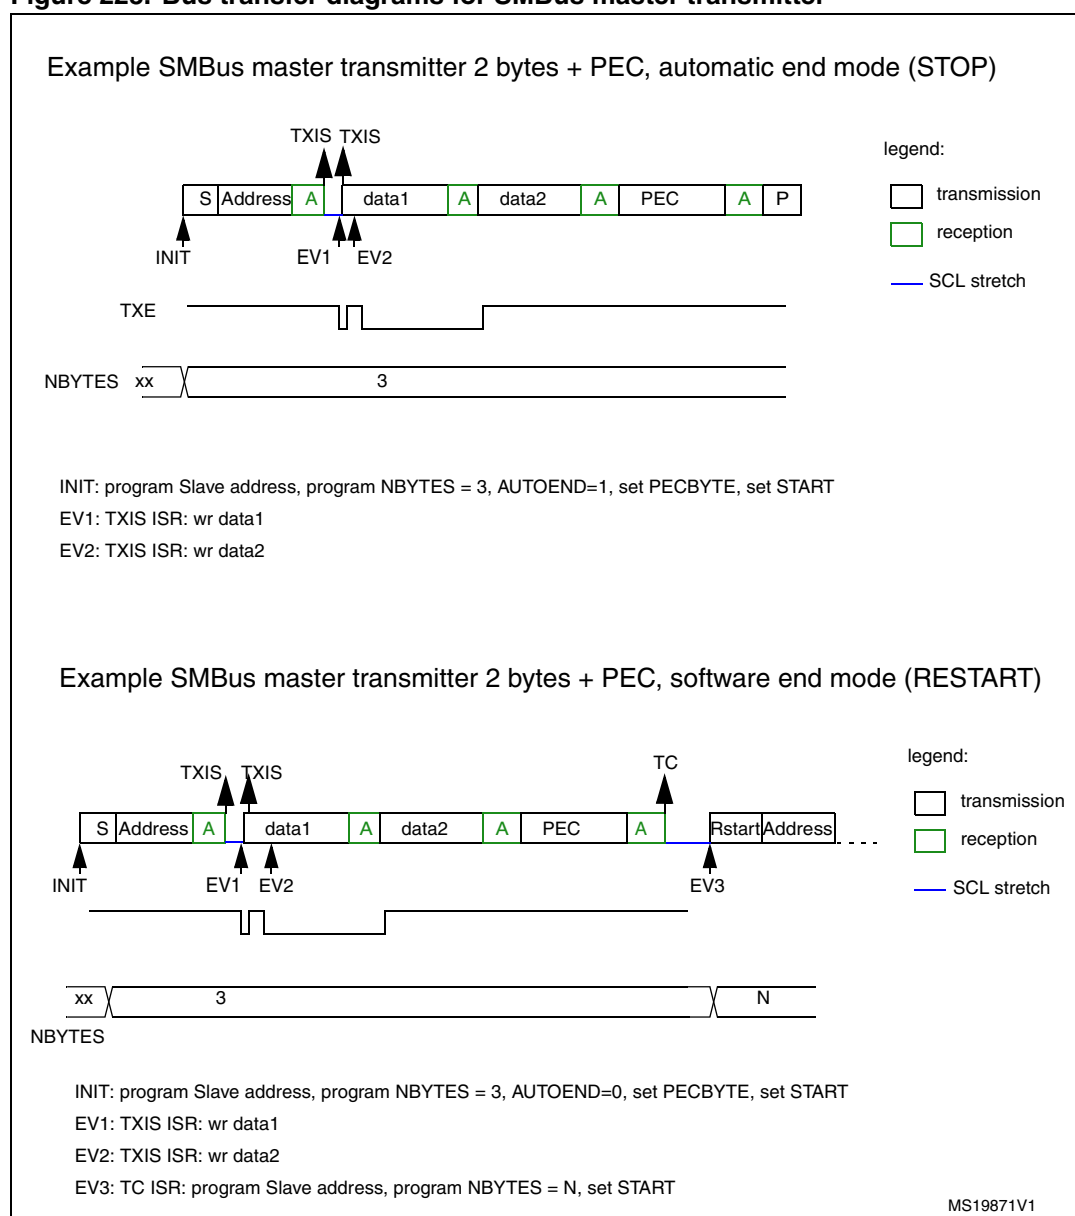 Figure 223. Bus transfer diagrams for SMBus master transmitter
Example SMBus master transmitter 2 bytes + PEC, automatic end mode (STOP)
TXIS TXIS
legend:
S Address A data1 A data2 A PEC A P
transmission
reception
INIT EV1 EV2
SCL stretch
TXE
NBYTES xx 3
INIT: program Slave address, program NBYTES = 3, AUTOEND=1, set PECBYTE, set START
EV1: TXIS ISR: wr data1
EV2: TXIS ISR: wr data2
Example SMBus master transmitter 2 bytes + PEC, software end mode (RESTART)
TXIS TXIS TC
legend:
S Address A data1 A data2 A PEC A Rstart Address
transmission
reception
INIT EV1 EV2 EV3
SCL stretch
xx 3 N
NBYTES
INIT: program Slave address, program NBYTES = 3, AUTOEND=0, set PECBYTE, set START
EV1: TXIS ISR: wr data1
EV2: TXIS ISR: wr data2
EV3: TC ISR: program Slave address, program NBYTES = N, set START
MS19871V1